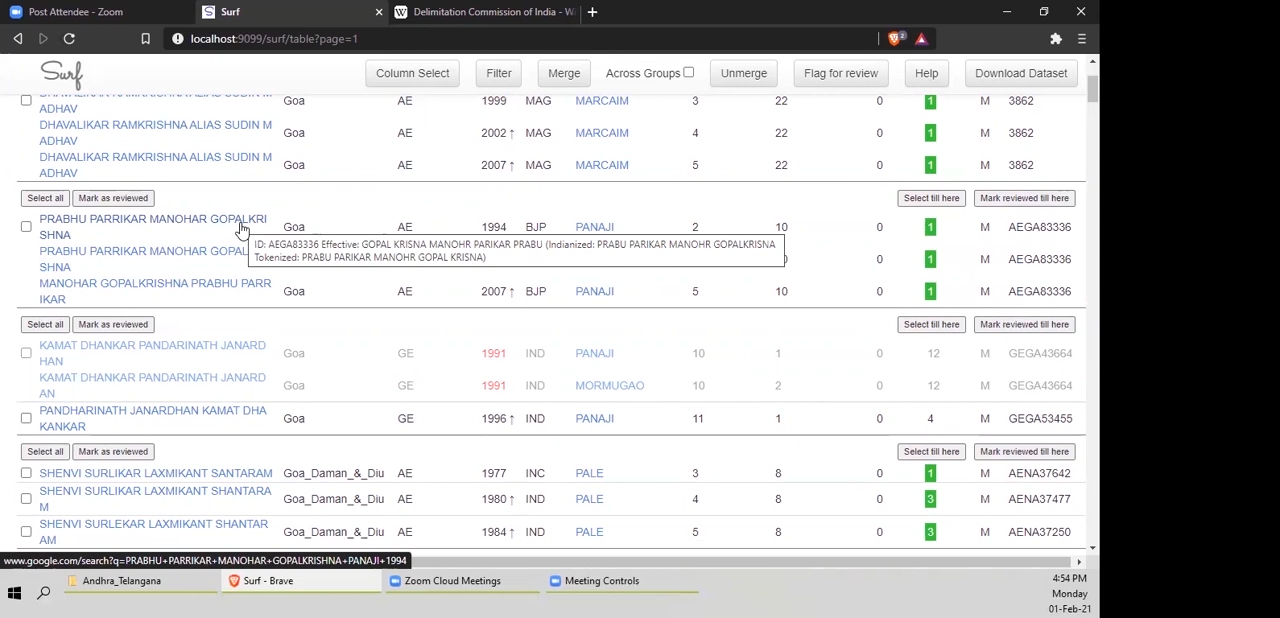 Post Attendee - Zoom
Surf
Delimitation Commission of India - W
localhost:9099/surf/table?page=1
2
Surf
Column Select
Filter
Merge
Across Groups
Unmerge
Flag for review
Help
Download Dataset
DHAVALIKAR RAMKRISHNA ALIAS SUDIN M
ADHAV
Goa AE 1999 MAG MARCAIM 3 22 0 1 M 3862
DHAVALIKAR RAMKRISHNA ALIAS SUDIN M
ADHAV
Goa AE 2002 ↑ MAG MARCAIM 4 22 0 1 M 3862
DHAVALIKAR RAMKRISHNA ALIAS SUDIN M
ADHAV
Goa AE 2007 ↑ MAG MARCAIM 5 22 0 1 M 3862
Select all Mark as reviewed Select till here Mark reviewed till here
PRABHU PARRIKAR MANOHAR GOPALKRI
SHNA
Goa AE 1994 BJP PANAJI 2 10 0 1 M AEGA83336
ID: AEGA83336 Effective: GOPAL KRISNA MANOHR PARIKAR PRABU (Indianized: PRABU PARIKAR MANOHR GOPALKRISNA
Tokenized: PRABU PARIKAR MANOHR GOPAL KRISNA)
PRABHU PARRIKAR MANOHAR GOPAL
SHNA
0 1 M AEGA83336
MANOHAR GOPALKRISHNA PRABHU PARR
IKAR
Goa AE 2007 ↑ BJP PANAJI 5 10 0 1 M AEGA83336
Select all Mark as reviewed Select till here Mark reviewed till here
KAMAT DHANKAR PANDARINATH JANARD
HAN
Goa GE 1991 IND PANAJI 10 1 0 12 M GEGA43664
KAMAT DHANKAR PANDARINATH JANARD
AN
Goa GE 1991 IND MORMUGAO 10 2 0 12 M GEGA43664
PANDHARINATH JANARDHAN KAMAT DHA
KANKAR
Goa GE 1996 ↑ IND PANAJI 11 1 0 4 M GEGA53455
Select all Mark as reviewed Select till here Mark reviewed till here
SHENVI SURLIKAR LAXMIKANT SANTARAM Goa_Daman_&_Diu AE 1977 INC PALE 3 8 0 1 M AENA37642
SHENVI SURLIKAR LAXMIKANT SHANTARA
M
Goa_Daman_&_Diu AE 1980 ↑ IND PALE 4 8 0 3 M AENA37477
SHENVI SURLEKAR LAXMIKANT SHANTAR
AM
Goa_Daman_&_Diu AE 1984 ↑ IND PALE 5 8 0 3 M AENA37250
www.google.com/search?q=PRABHU+PARRIKAR+MANOHAR+GOPALKRISHNA+PANAJI+1994
Andhra_Telangana
Surf - Brave
Zoom Cloud Meetings
Meeting Controls
4:54 PM
Monday
01-Feb-21